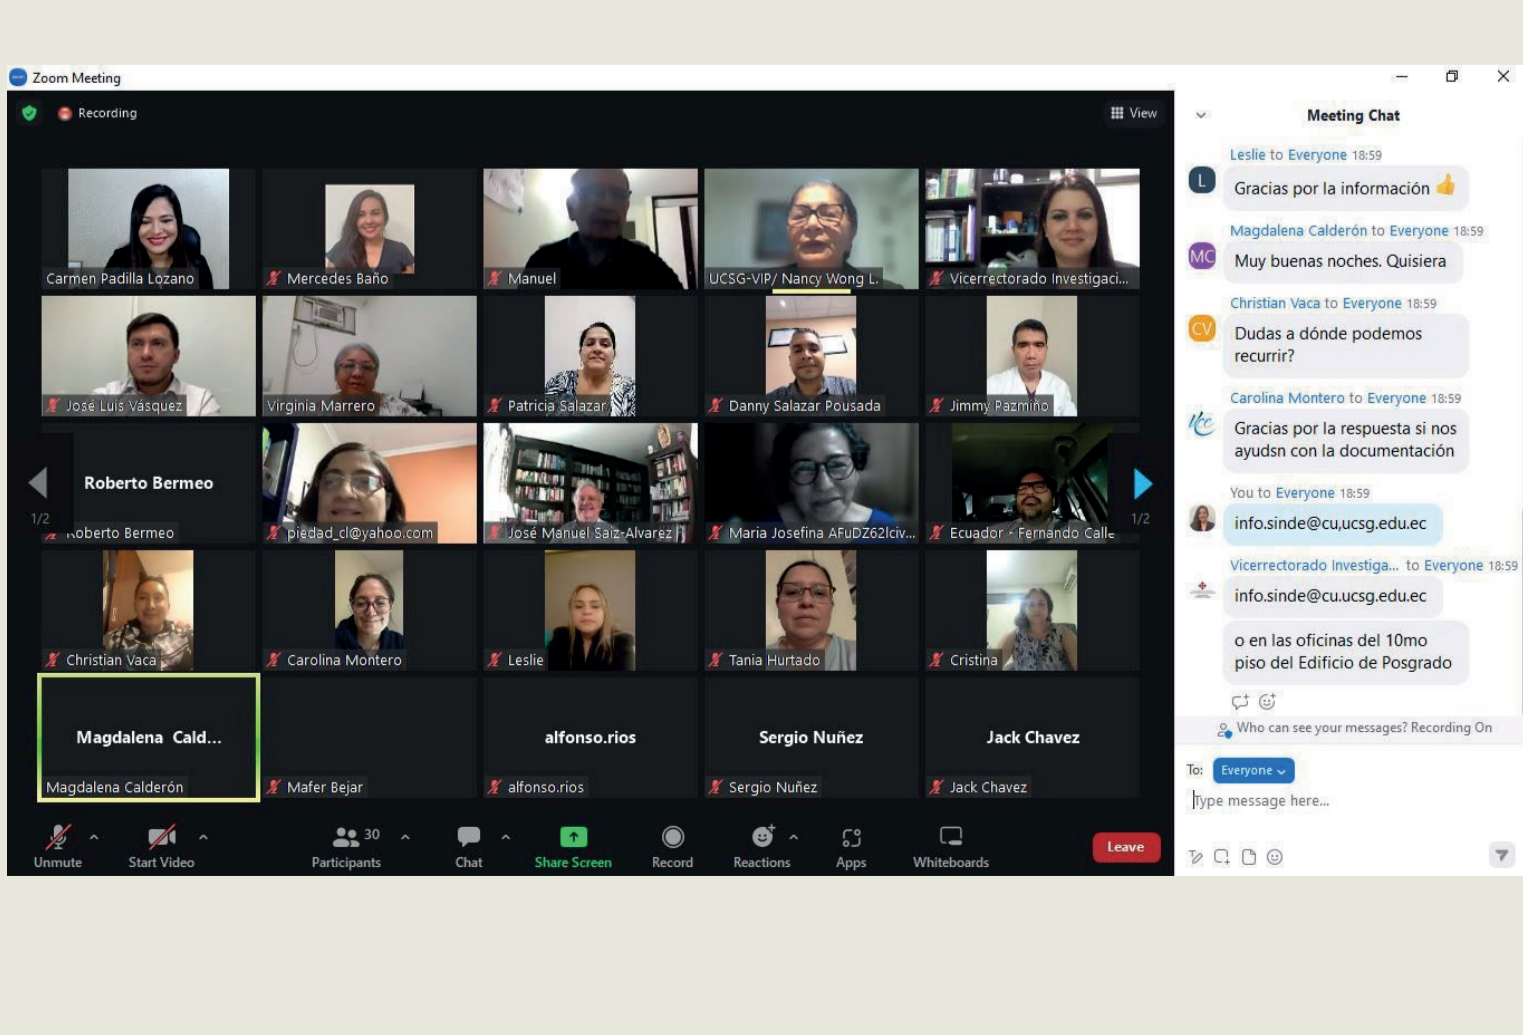 Zoom Meeting
Recording
View
Carmen Padilla Lozano
Mercedes Baño
Manuel
UCSG-VIP/ Nancy Wong L.
Vicerrectorado Investigaci...
José Luis Vásquez
Virginia Marrero
Patricia Salazar
Danny Salazar Pousada
Jimmy Pazmiño
Roberto Bermeo
1/2
Roberto Bermeo
piedad_cl@yahoo.com
José Manuel Saiz-Alvarez
Maria Josefina AFuDZ62lciv...
Ecuador - Fernando Calle
1/2
Christian Vaca
Carolina Montero
Leslie
Tania Hurtado
Cristina
Magdalena Cald...
Magdalena Calderón
Mafer Bejar
alfonso.rios
alfonso.rios
Sergio Nuñez
Sergio Nuñez
Jack Chavez
Jack Chavez
Unmute
Start Video
30
Participants
Chat
Share Screen
Record
Reactions
Apps
Whiteboards
Leave
Meeting Chat
Leslie to Everyone 18:59
L
Gracias por la información 👍
Magdalena Calderón to Everyone 18:59
MC
Muy buenas noches. Quisiera
Christian Vaca to Everyone 18:59
CV
Dudas a dónde podemos
recurrir?
Carolina Montero to Everyone 18:59
Gracias por la respuesta si nos
ayudsn con la documentación
You to Everyone 18:59
info.sinde@cu,ucsg.edu.ec
Vicerrectorado Investiga... to Everyone 18:59
info.sinde@cu.ucsg.edu.ec
o en las oficinas del 10mo
piso del Edificio de Posgrado
Who can see your messages? Recording On
To: Everyone
Type message here...